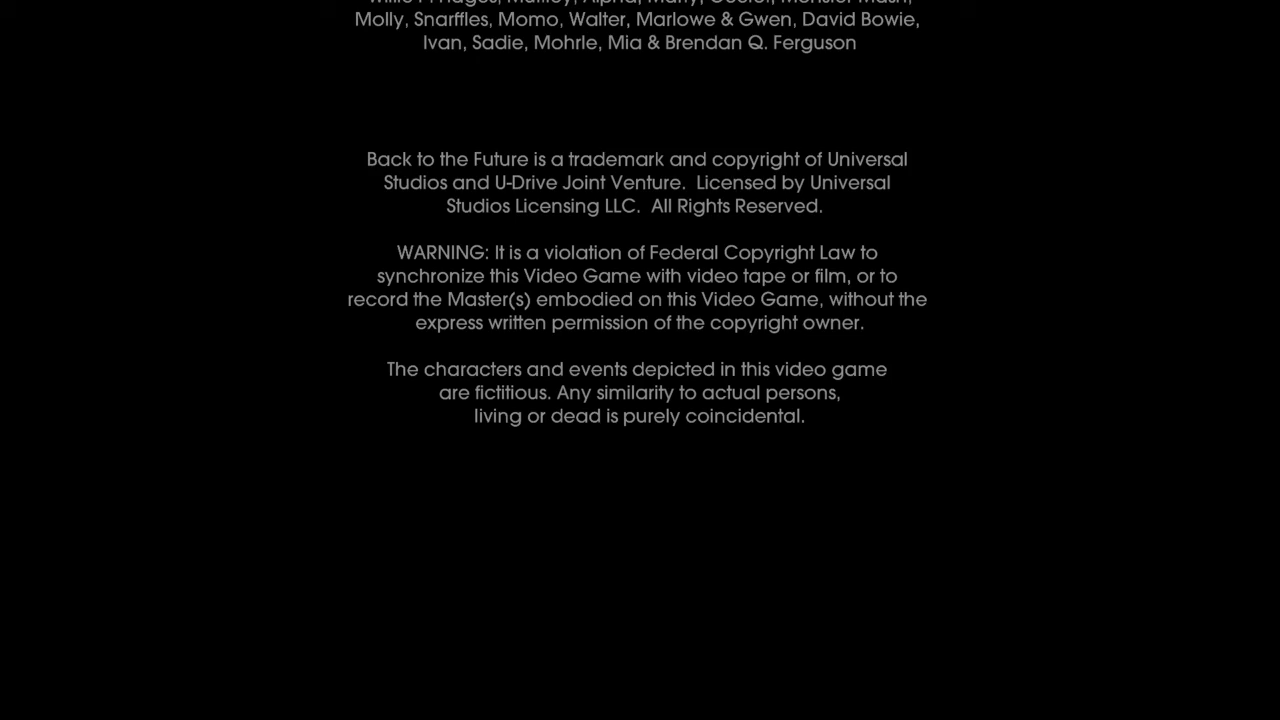 Molly, Snarffles, Momo, Walter, Marlowe & Gwen, David Bowie,
Ivan, Sadie, Mohrle, Mia & Brendan Q. Ferguson
Back to the Future is a trademark and copyright of Universal
Studios and U-Drive Joint Venture.  Licensed by Universal
Studios Licensing LLC.  All Rights Reserved.
WARNING: It is a violation of Federal Copyright Law to
synchronize this Video Game with video tape or film, or to
record the Master(s) embodied on this Video Game, without the
express written permission of the copyright owner.
The characters and events depicted in this video game
are fictitious. Any similarity to actual persons,
living or dead is purely coincidental.